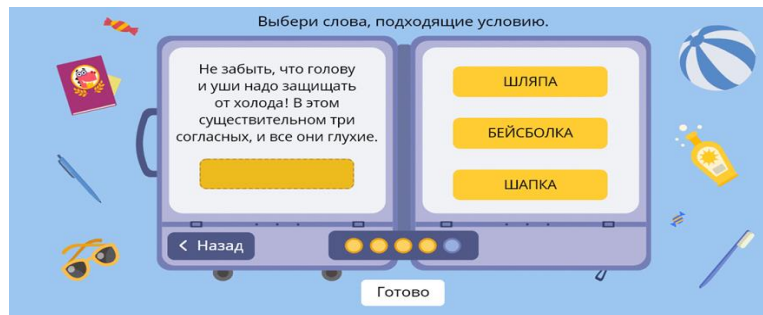 Выбери слова, подходящие условию.
Не забыть, что голову
и уши надо защищать
от холода! В этом
существительном три
согласных, и все они глухие.
ШЛЯПА
БЕЙСБОЛКА
ШАПКА
< Назад
Готово